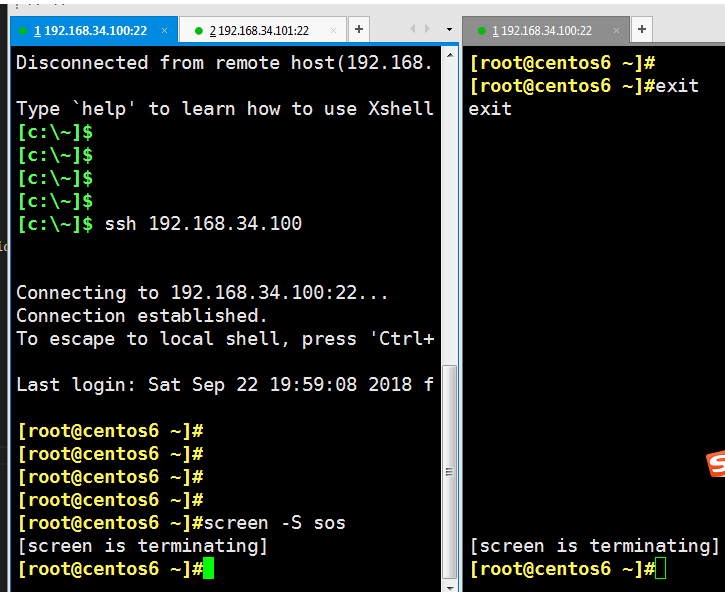 1 192.168.34.100:22 ×
2 192.168.34.101:22 ×
+
Disconnected from remote host(192.168.
Type `help' to learn how to use Xshell
[c:\~]$
[c:\~]$
[c:\~]$
[c:\~]$
[c:\~]$ ssh 192.168.34.100
Connecting to 192.168.34.100:22...
Connection established.
To escape to local shell, press 'Ctrl+
Last login: Sat Sep 22 19:59:08 2018 f
[root@centos6 ~]#
[root@centos6 ~]#
[root@centos6 ~]#
[root@centos6 ~]#
[root@centos6 ~]#screen -S sos
[screen is terminating]
[root@centos6 ~]#
1 192.168.34.100:22 ×
+
[root@centos6 ~]#
[root@centos6 ~]#exit
exit
[screen is terminating]
[root@centos6 ~]#